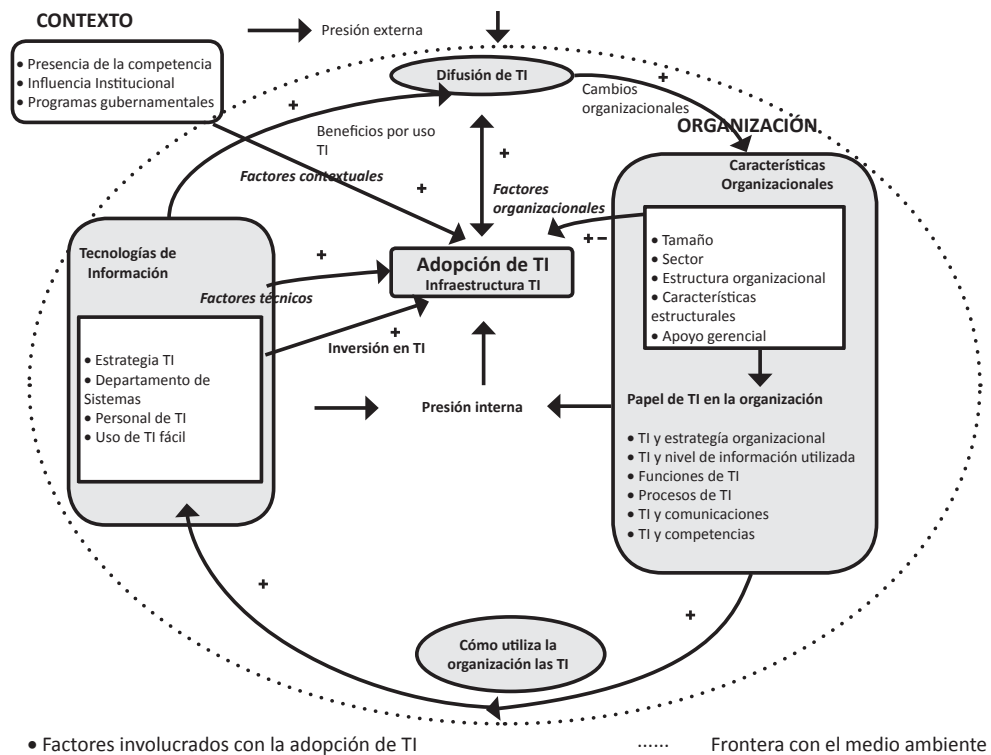 CONTEXTO
Presión externa
• Presencia de la competencia
• Influencia Institucional
• Programas gubernamentales
Difusión de TI
+
+
Cambios
organizacionales
Beneficios por uso
TI
ORGANIZACIÓN
+
Factores contextuales
+
Factores
organizacionales
+ –
Características
Organizacionales
• Tamaño
• Sector
• Estructura organizacional
• Características
estructurales
• Apoyo gerencial
Tecnologías de
Información
+
Factores técnicos
Adopción de TI
Infraestructura TI
+
Inversión en TI
• Estrategia TI
• Departamento de
Sistemas
• Personal de TI
• Uso de TI fácil
Presión interna
Papel de TI en la organización
• TI y estrategía organizacional
• TI y nivel de información utilizada
• Funciones de TI
• Procesos de TI
• TI y comunicaciones
• TI y competencias
+
+
Cómo utiliza la
organización las TI
• Factores involucrados con la adopción de TI
...... Frontera con el medio ambiente